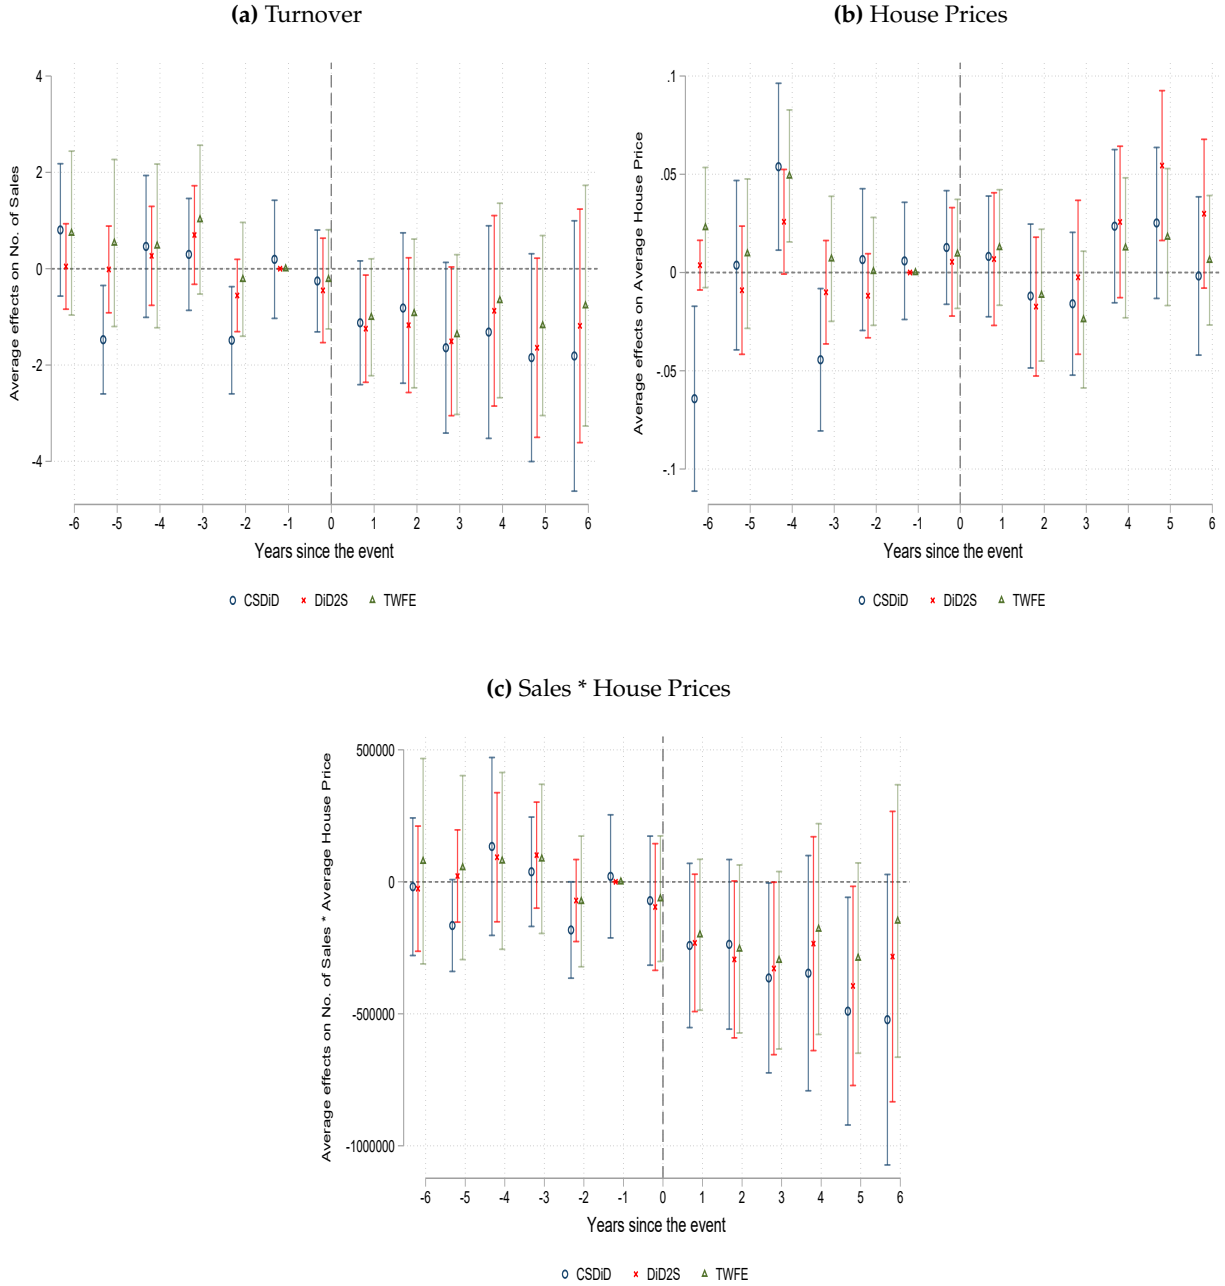 (a) Turnover
Average effects on No. of Sales
4
2
0
-2
-4
-6 -5 -4 -3 -2 -1 0 1 2 3 4 5 6
Years since the event
CSDiD DiD2S TWFE
(b) House Prices
Average effects on Average House Price
.1
.05
0
-.05
-.1
-6 -5 -4 -3 -2 -1 0 1 2 3 4 5 6
Years since the event
CSDiD DiD2S TWFE
(c) Sales * House Prices
Average effects on No. of Sales * Average House Price
500000
0
-500000
-1000000
-6 -5 -4 -3 -2 -1 0 1 2 3 4 5 6
Years since the event
CSDiD DiD2S TWFE